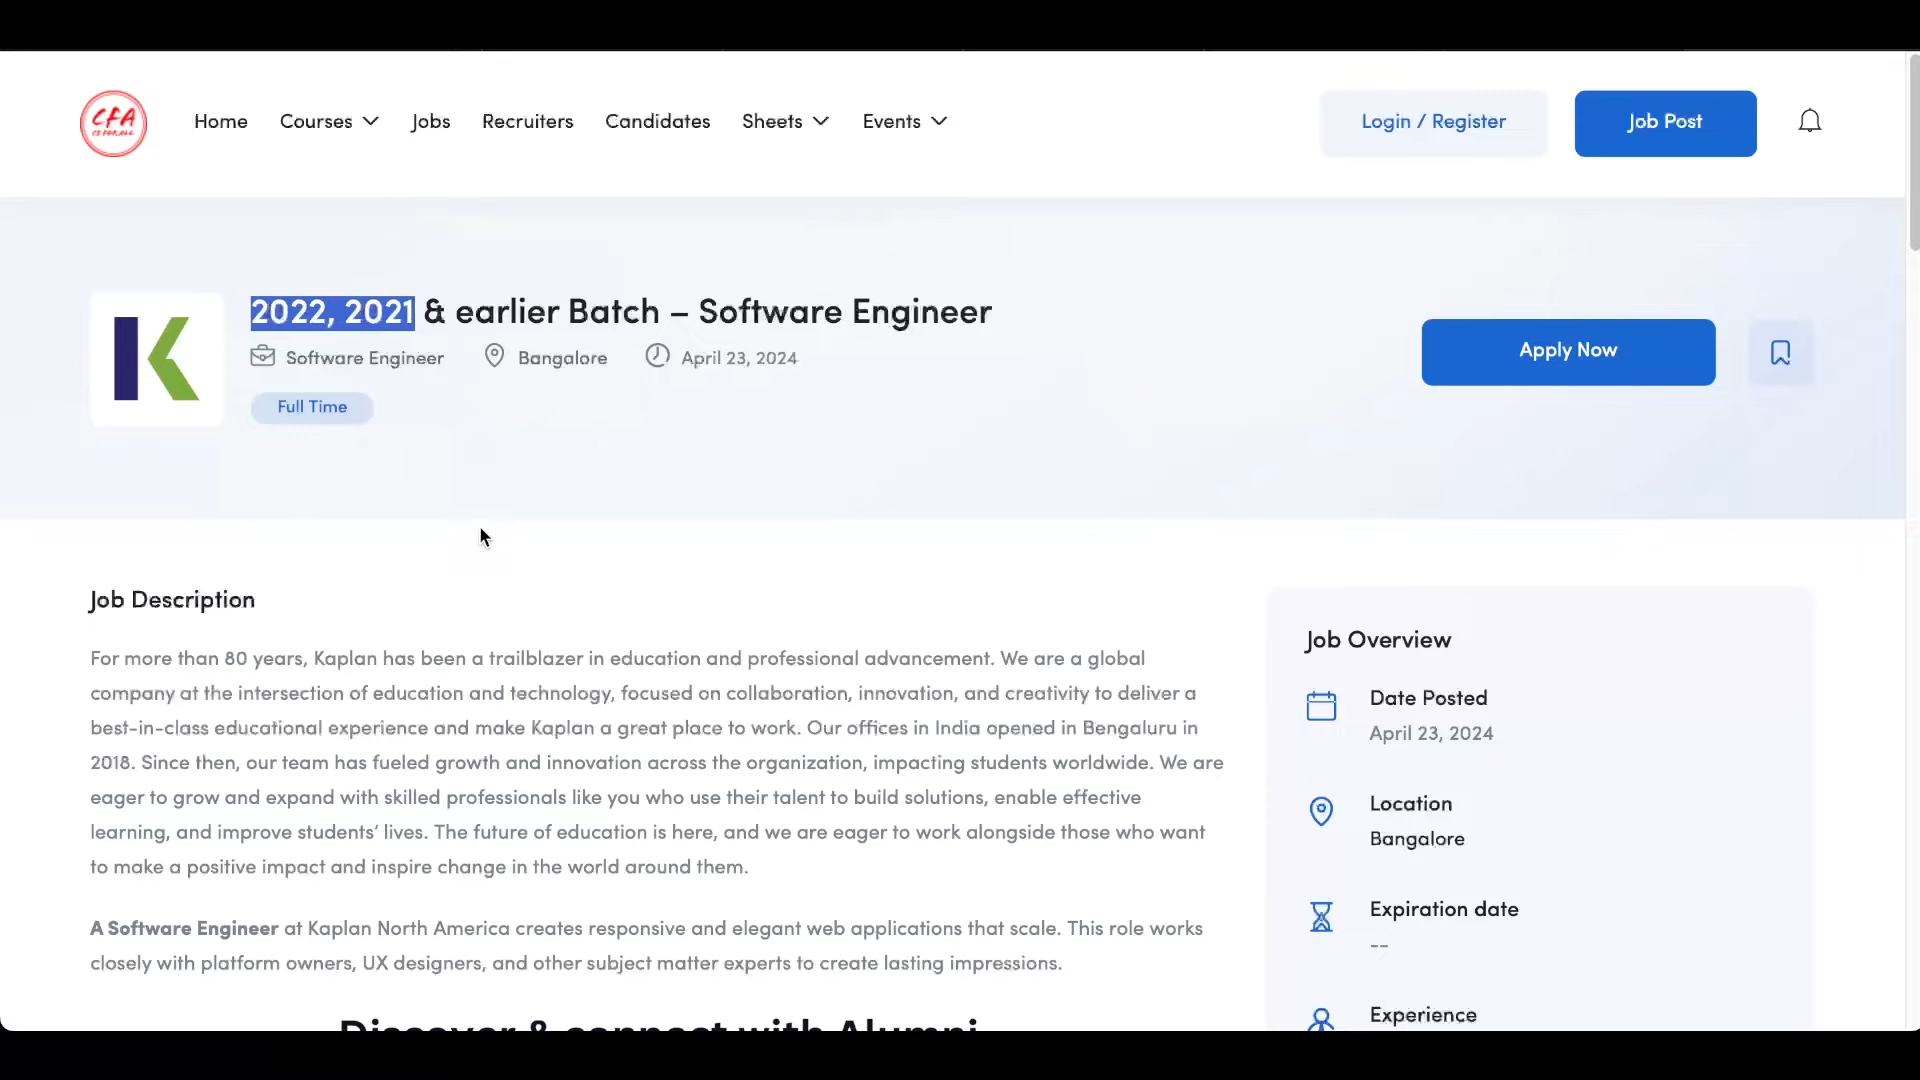 CFA
CS FOR ALL
Home
Courses
Jobs
Recruiters
Candidates
Sheets
Events
Login / Register
Job Post
2022, 2021 & earlier Batch – Software Engineer
Software Engineer
Bangalore
April 23, 2024
Full Time
Apply Now
Job Description
For more than 80 years, Kaplan has been a trailblazer in education and professional advancement. We are a global
company at the intersection of education and technology, focused on collaboration, innovation, and creativity to deliver a
best-in-class educational experience and make Kaplan a great place to work. Our offices in India opened in Bengaluru in
2018. Since then, our team has fueled growth and innovation across the organization, impacting students worldwide. We are
eager to grow and expand with skilled professionals like you who use their talent to build solutions, enable effective
learning, and improve students’ lives. The future of education is here, and we are eager to work alongside those who want
to make a positive impact and inspire change in the world around them.
A Software Engineer at Kaplan North America creates responsive and elegant web applications that scale. This role works
closely with platform owners, UX designers, and other subject matter experts to create lasting impressions.
Discover & connect with Alumni
Job Overview
Date Posted
April 23, 2024
Location
Bangalore
Expiration date
--
Experience